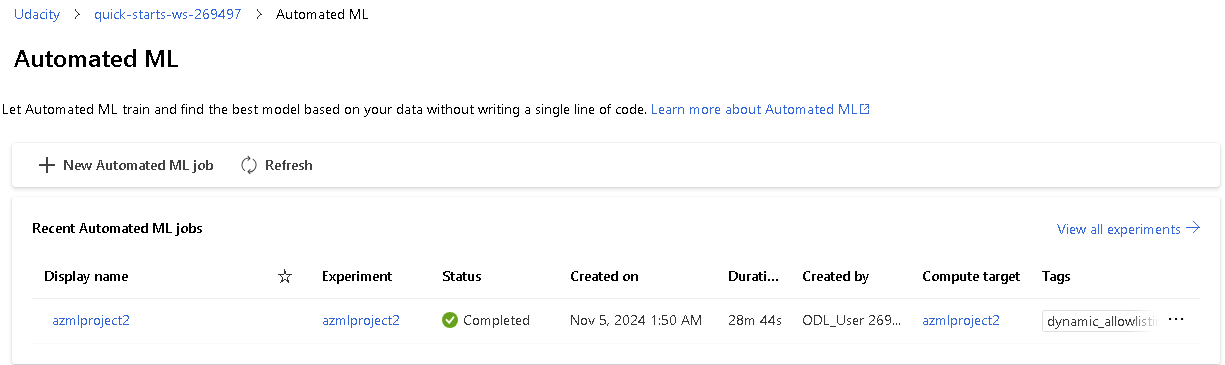 Udacity > quick-starts-ws-269497 > Automated ML
Automated ML
Let Automated ML train and find the best model based on your data without writing a single line of code. Learn more about Automated ML
New Automated ML job Refresh
Recent Automated ML jobs View all experiments
Display name Experiment Status Created on Durati... Created by Compute target Tags
azmlproject2 azmlproject2 Completed Nov 5, 2024 1:50 AM 28m 44s ODL_User 269... azmlproject2 dynamic_allowlisti ...